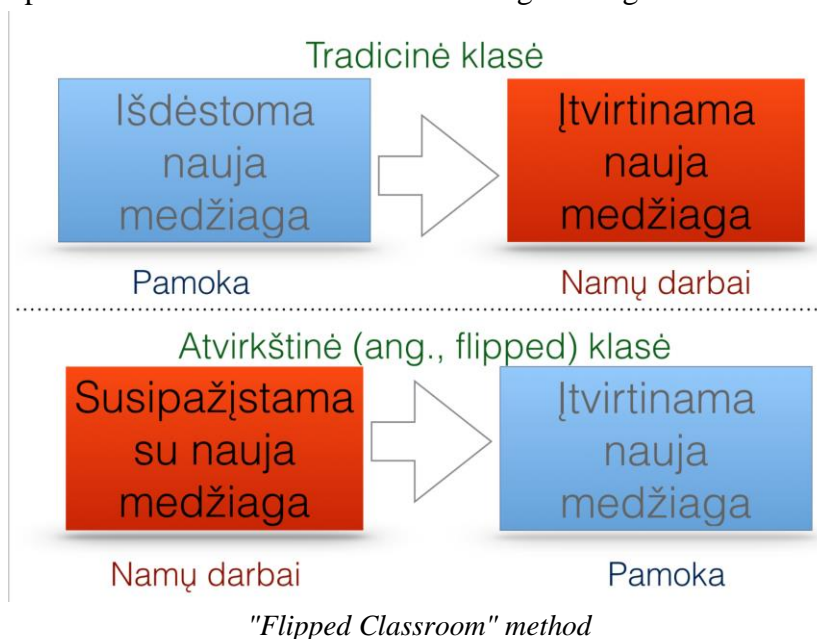 Tradicinė klasė
Išdėstoma
nauja
medžiaga
Įtvirtinama
nauja
medžiaga
Pamoka
Namų darbai
Atvirkštinė (ang., flipped) klasė
Susipažįstama
su nauja
medžiaga
Įtvirtinama
nauja
medžiaga
Namų darbai
Pamoka
"Flipped Classroom" method